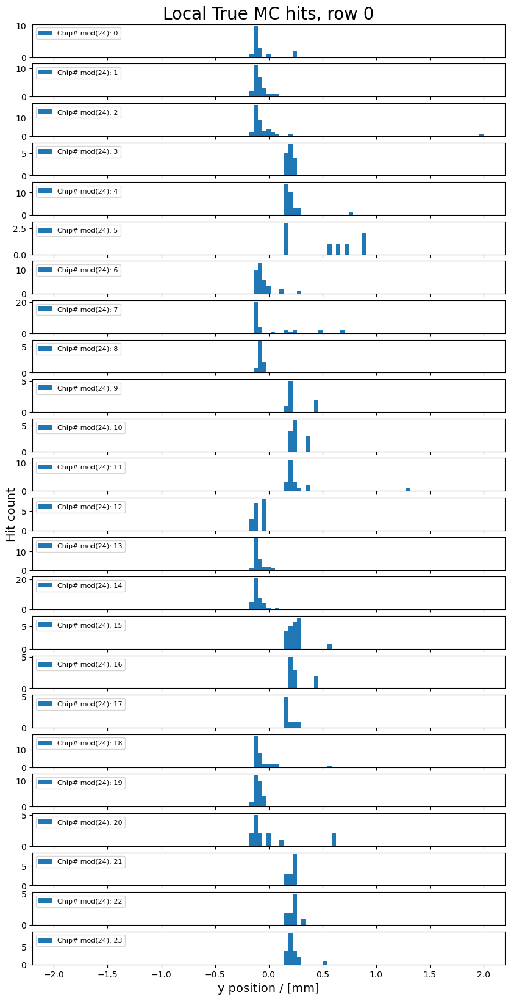 Local True MC hits, row 0
10
0
Chip# mod(24): 0
10
0
Chip# mod(24): 1
10
0
Chip# mod(24): 2
5
0
Chip# mod(24): 3
10
0
Chip# mod(24): 4
2.5
0.0
Chip# mod(24): 5
10
0
Chip# mod(24): 6
20
0
Chip# mod(24): 7
5
0
Chip# mod(24): 8
5
0
Chip# mod(24): 9
5
0
Chip# mod(24): 10
10
0
Chip# mod(24): 11
Hit count
5
0
Chip# mod(24): 12
10
0
Chip# mod(24): 13
20
0
Chip# mod(24): 14
5
0
Chip# mod(24): 15
5
0
Chip# mod(24): 16
5
0
Chip# mod(24): 17
10
0
Chip# mod(24): 18
10
0
Chip# mod(24): 19
5
0
Chip# mod(24): 20
5
0
Chip# mod(24): 21
5
0
Chip# mod(24): 22
5
0
Chip# mod(24): 23
−2.0 −1.5 −1.0 −0.5 0.0 0.5 1.0 1.5 2.0
y position / [mm]